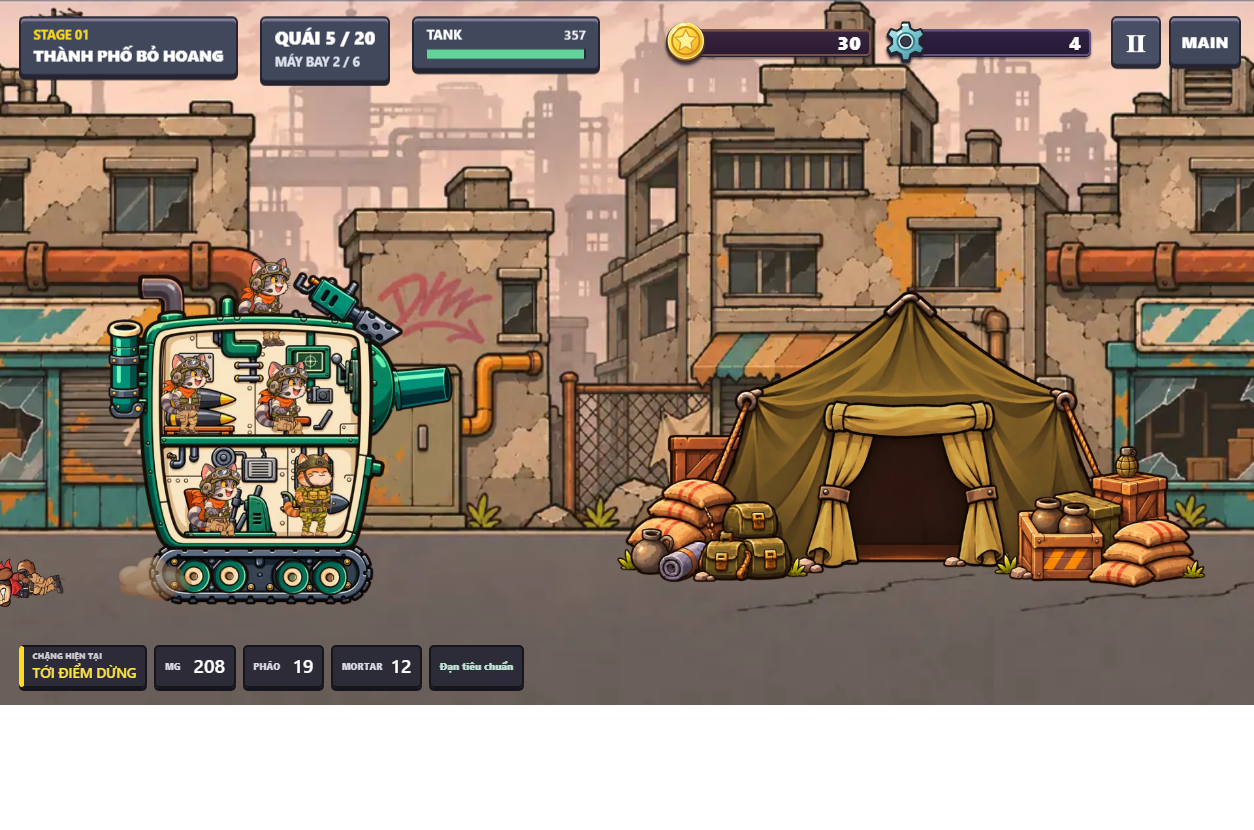 STAGE 01
THÀNH PHỐ BỎ HOANG
QUÁI 5 / 20
MÁY BAY 2 / 6
TANK 357
30
4
II
MAIN
CHẶNG HIỆN TẠI
TỚI ĐIỂM DỪNG
MG 208
PHÁO 19
MORTAR 12
Đạn tiêu chuẩn